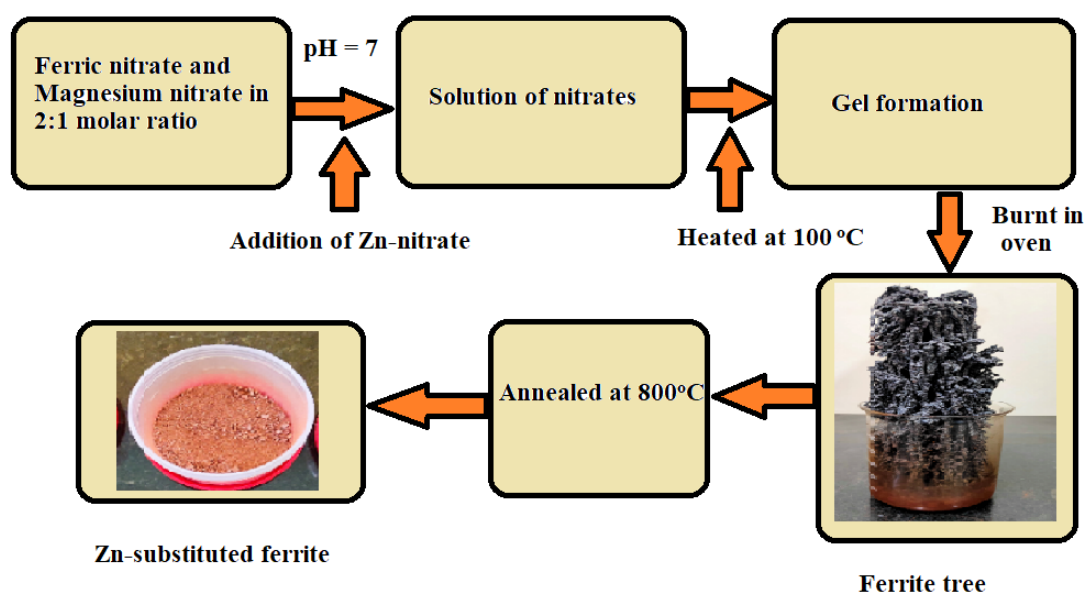 Ferric nitrate and
Magnesium nitrate in
2:1 molar ratio
pH = 7
Addition of Zn-nitrate
Solution of nitrates
Heated at 100 °C
Gel formation
Burnt in
oven
Ferrite tree
Annealed at 800°C
Zn-substituted ferrite